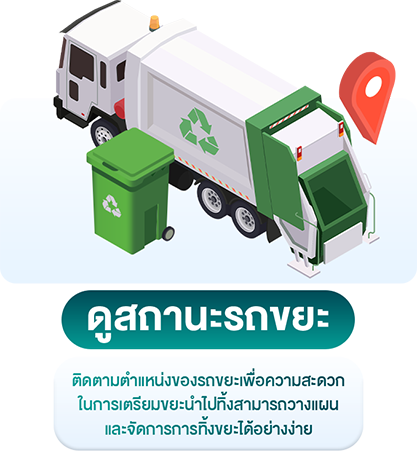 ดูสถานะรถขยะ
ติดตามตำแหน่งของรถขยะเพื่อความสะดวก
ในการเตรียมขยะนำไปทิ้งสามารถวางแผน
และจัดการการทิ้งขยะได้อย่างง่าย